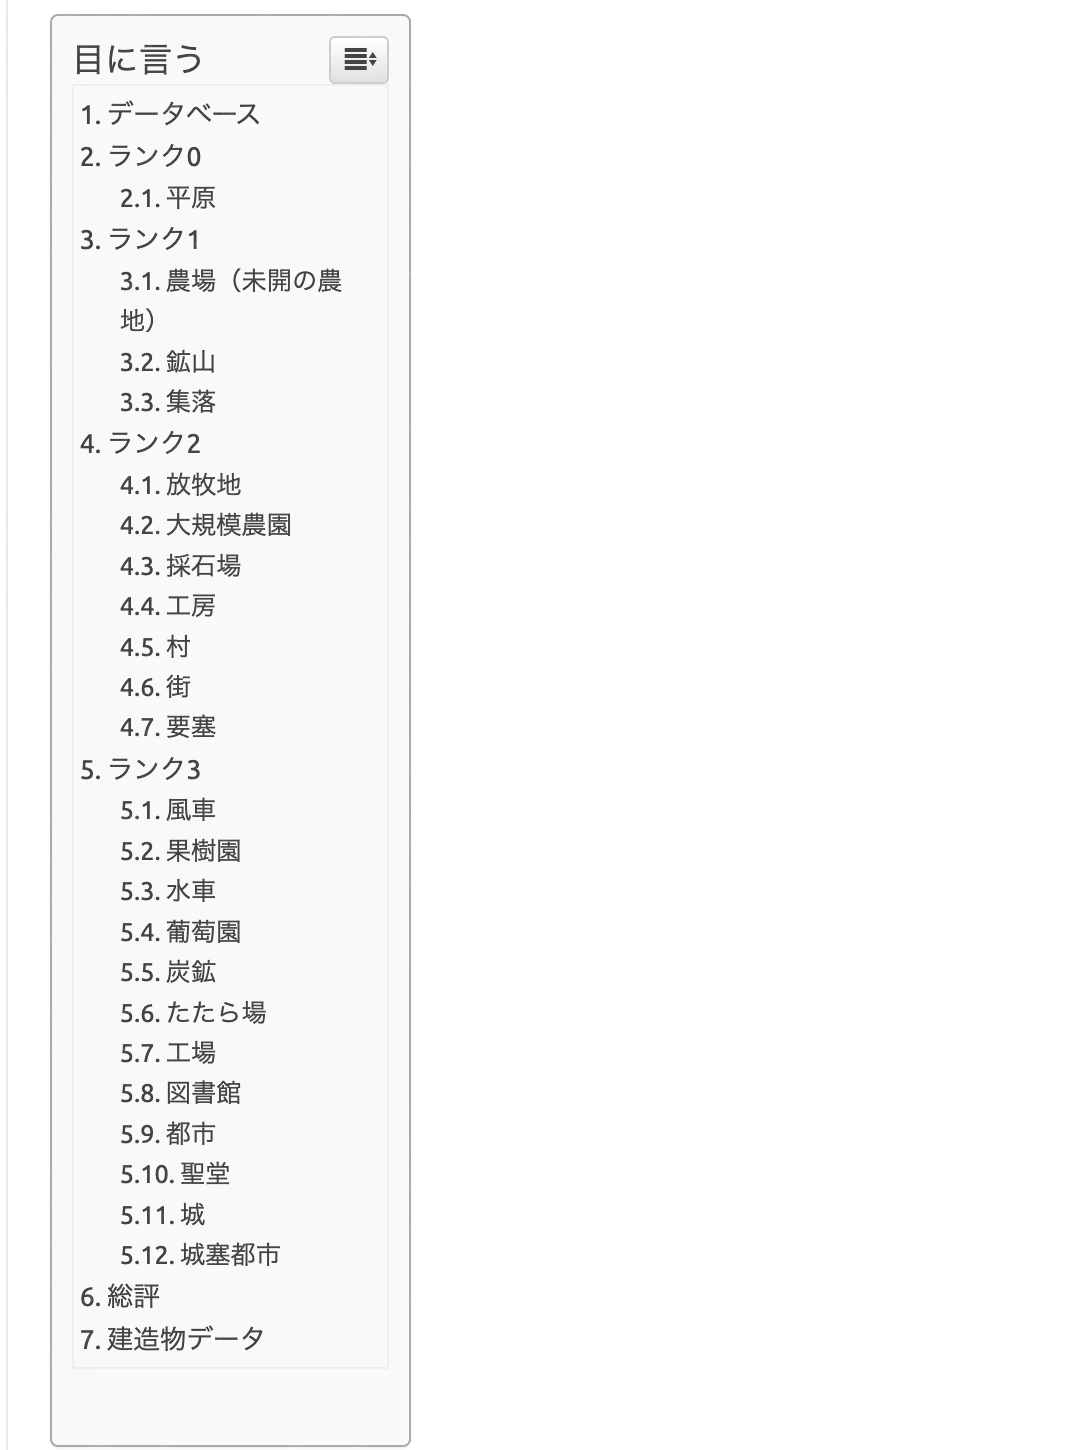 目に言う
1. データベース
2. ランク0
2.1. 平原
3. ランク1
3.1. 農場（未開の農
地）
3.2. 鉱山
3.3. 集落
4. ランク2
4.1. 放牧地
4.2. 大規模農園
4.3. 採石場
4.4. 工房
4.5. 村
4.6. 街
4.7. 要塞
5. ランク3
5.1. 風車
5.2. 果樹園
5.3. 水車
5.4. 葡萄園
5.5. 炭鉱
5.6. たたら場
5.7. 工場
5.8. 図書館
5.9. 都市
5.10. 聖堂
5.11. 城
5.12. 城塞都市
6. 総評
7. 建造物データ